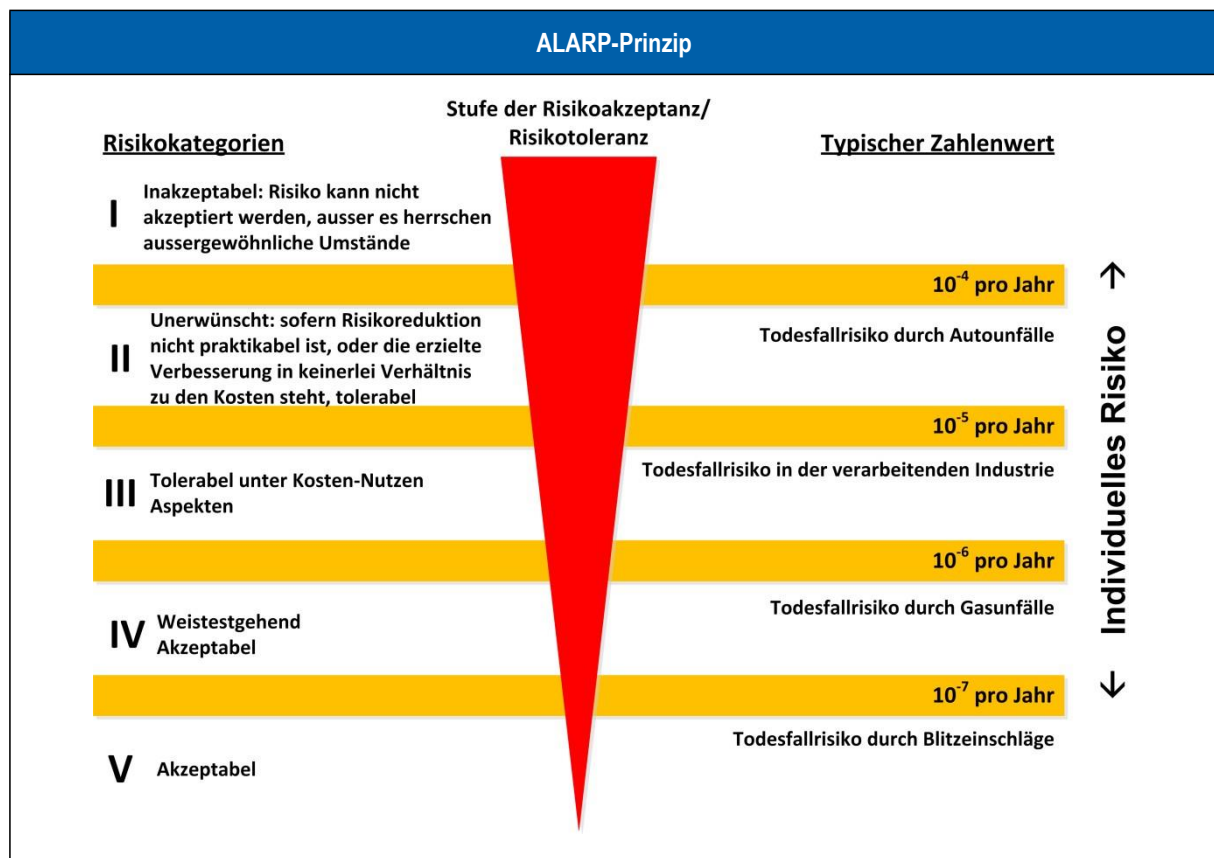 ALARP-Prinzip
Stufe der Risikoakzeptanz/
Risikotoleranz
Risikokategorien
Typischer Zahlenwert
I
Inakzeptabel: Risiko kann nicht
akzeptiert werden, ausser es herrschen
aussergewöhnliche Umstände
10⁻⁴ pro Jahr
II
Unerwünscht: sofern Risikoreduktion
nicht praktikabel ist, oder die erzielte
Verbesserung in keinerlei Verhältnis
zu den Kosten steht, tolerabel
Todesfallrisiko durch Autounfälle
10⁻⁵ pro Jahr
III
Tolerabel unter Kosten-Nutzen
Aspekten
Todesfallrisiko in der verarbeitenden Industrie
10⁻⁶ pro Jahr
IV
Weistestgehend
Akzeptabel
Todesfallrisiko durch Gasunfälle
10⁻⁷ pro Jahr
V
Akzeptabel
Todesfallrisiko durch Blitzeinschläge
← Individuelles Risiko →